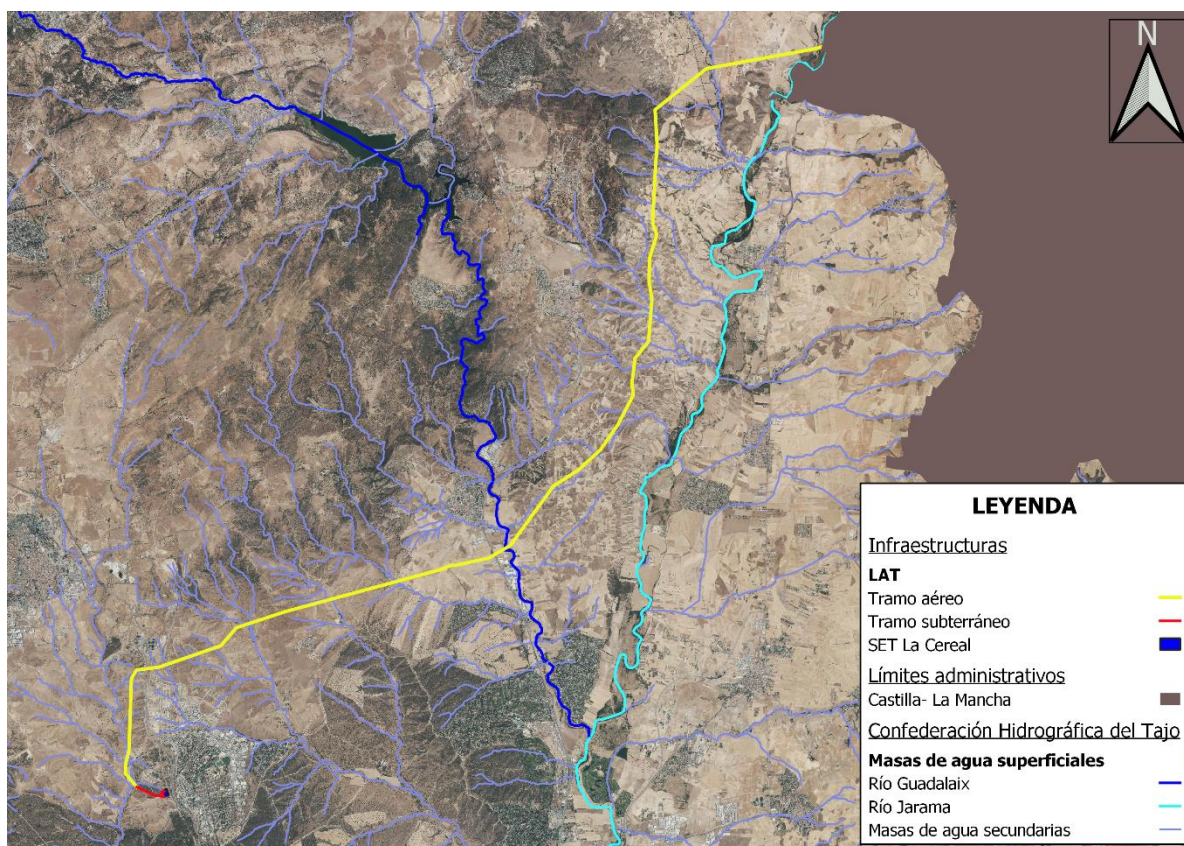 N
LEYENDA
Infraestructuras
LAT
Tramo aéreo
Tramo subterráneo
SET La Cereal
Límites administrativos
Castilla- La Mancha
Confederación Hidrográfica del Tajo
Masas de agua superficiales
Río Guadalaix
Río Jarama
Masas de agua secundarias